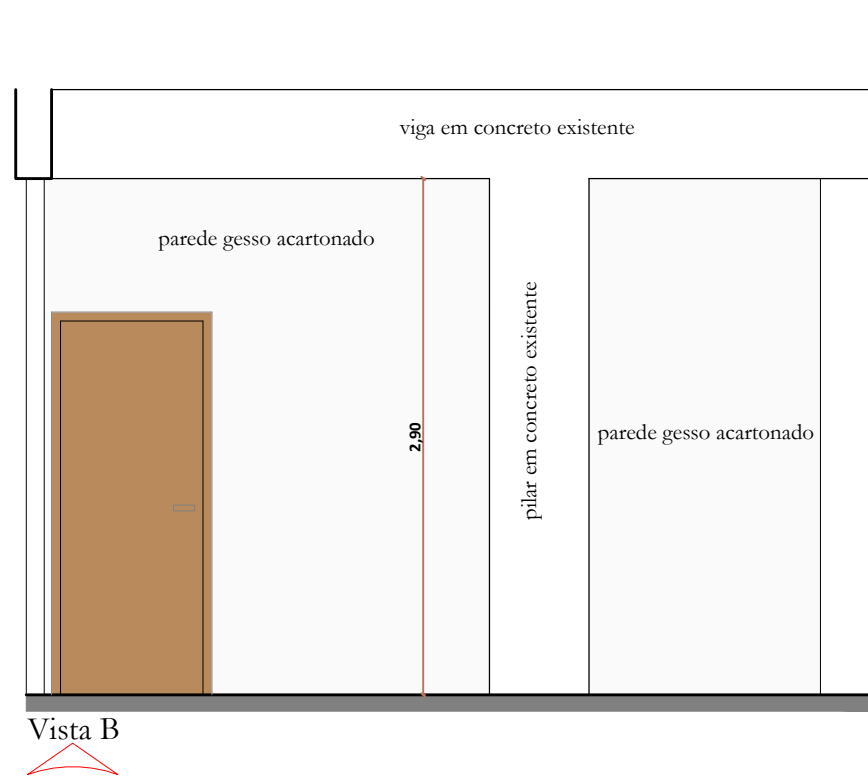 viga em concreto existente
parede gesso acartonado
pilar em concreto existente
2,90
parede gesso acartonado
Vista B